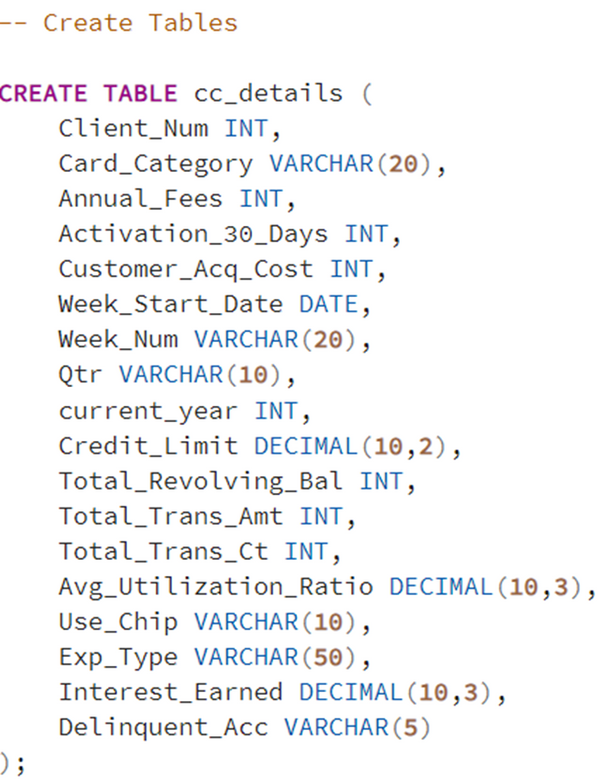 -- Create Tables
CREATE TABLE cc_details (
Client_Num INT,
Card_Category VARCHAR(20),
Annual_Fees INT,
Activation_30_Days INT,
Customer_Acq_Cost INT,
Week_Start_Date DATE,
Week_Num VARCHAR(20),
Qtr VARCHAR(10),
current_year INT,
Credit_Limit DECIMAL(10,2),
Total_Revolving_Bal INT,
Total_Trans_Amt INT,
Total_Trans_Ct INT,
Avg_Utilization_Ratio DECIMAL(10,3),
Use_Chip VARCHAR(10),
Exp_Type VARCHAR(50),
Interest_Earned DECIMAL(10,3),
Delinquent_Acc VARCHAR(5)
);